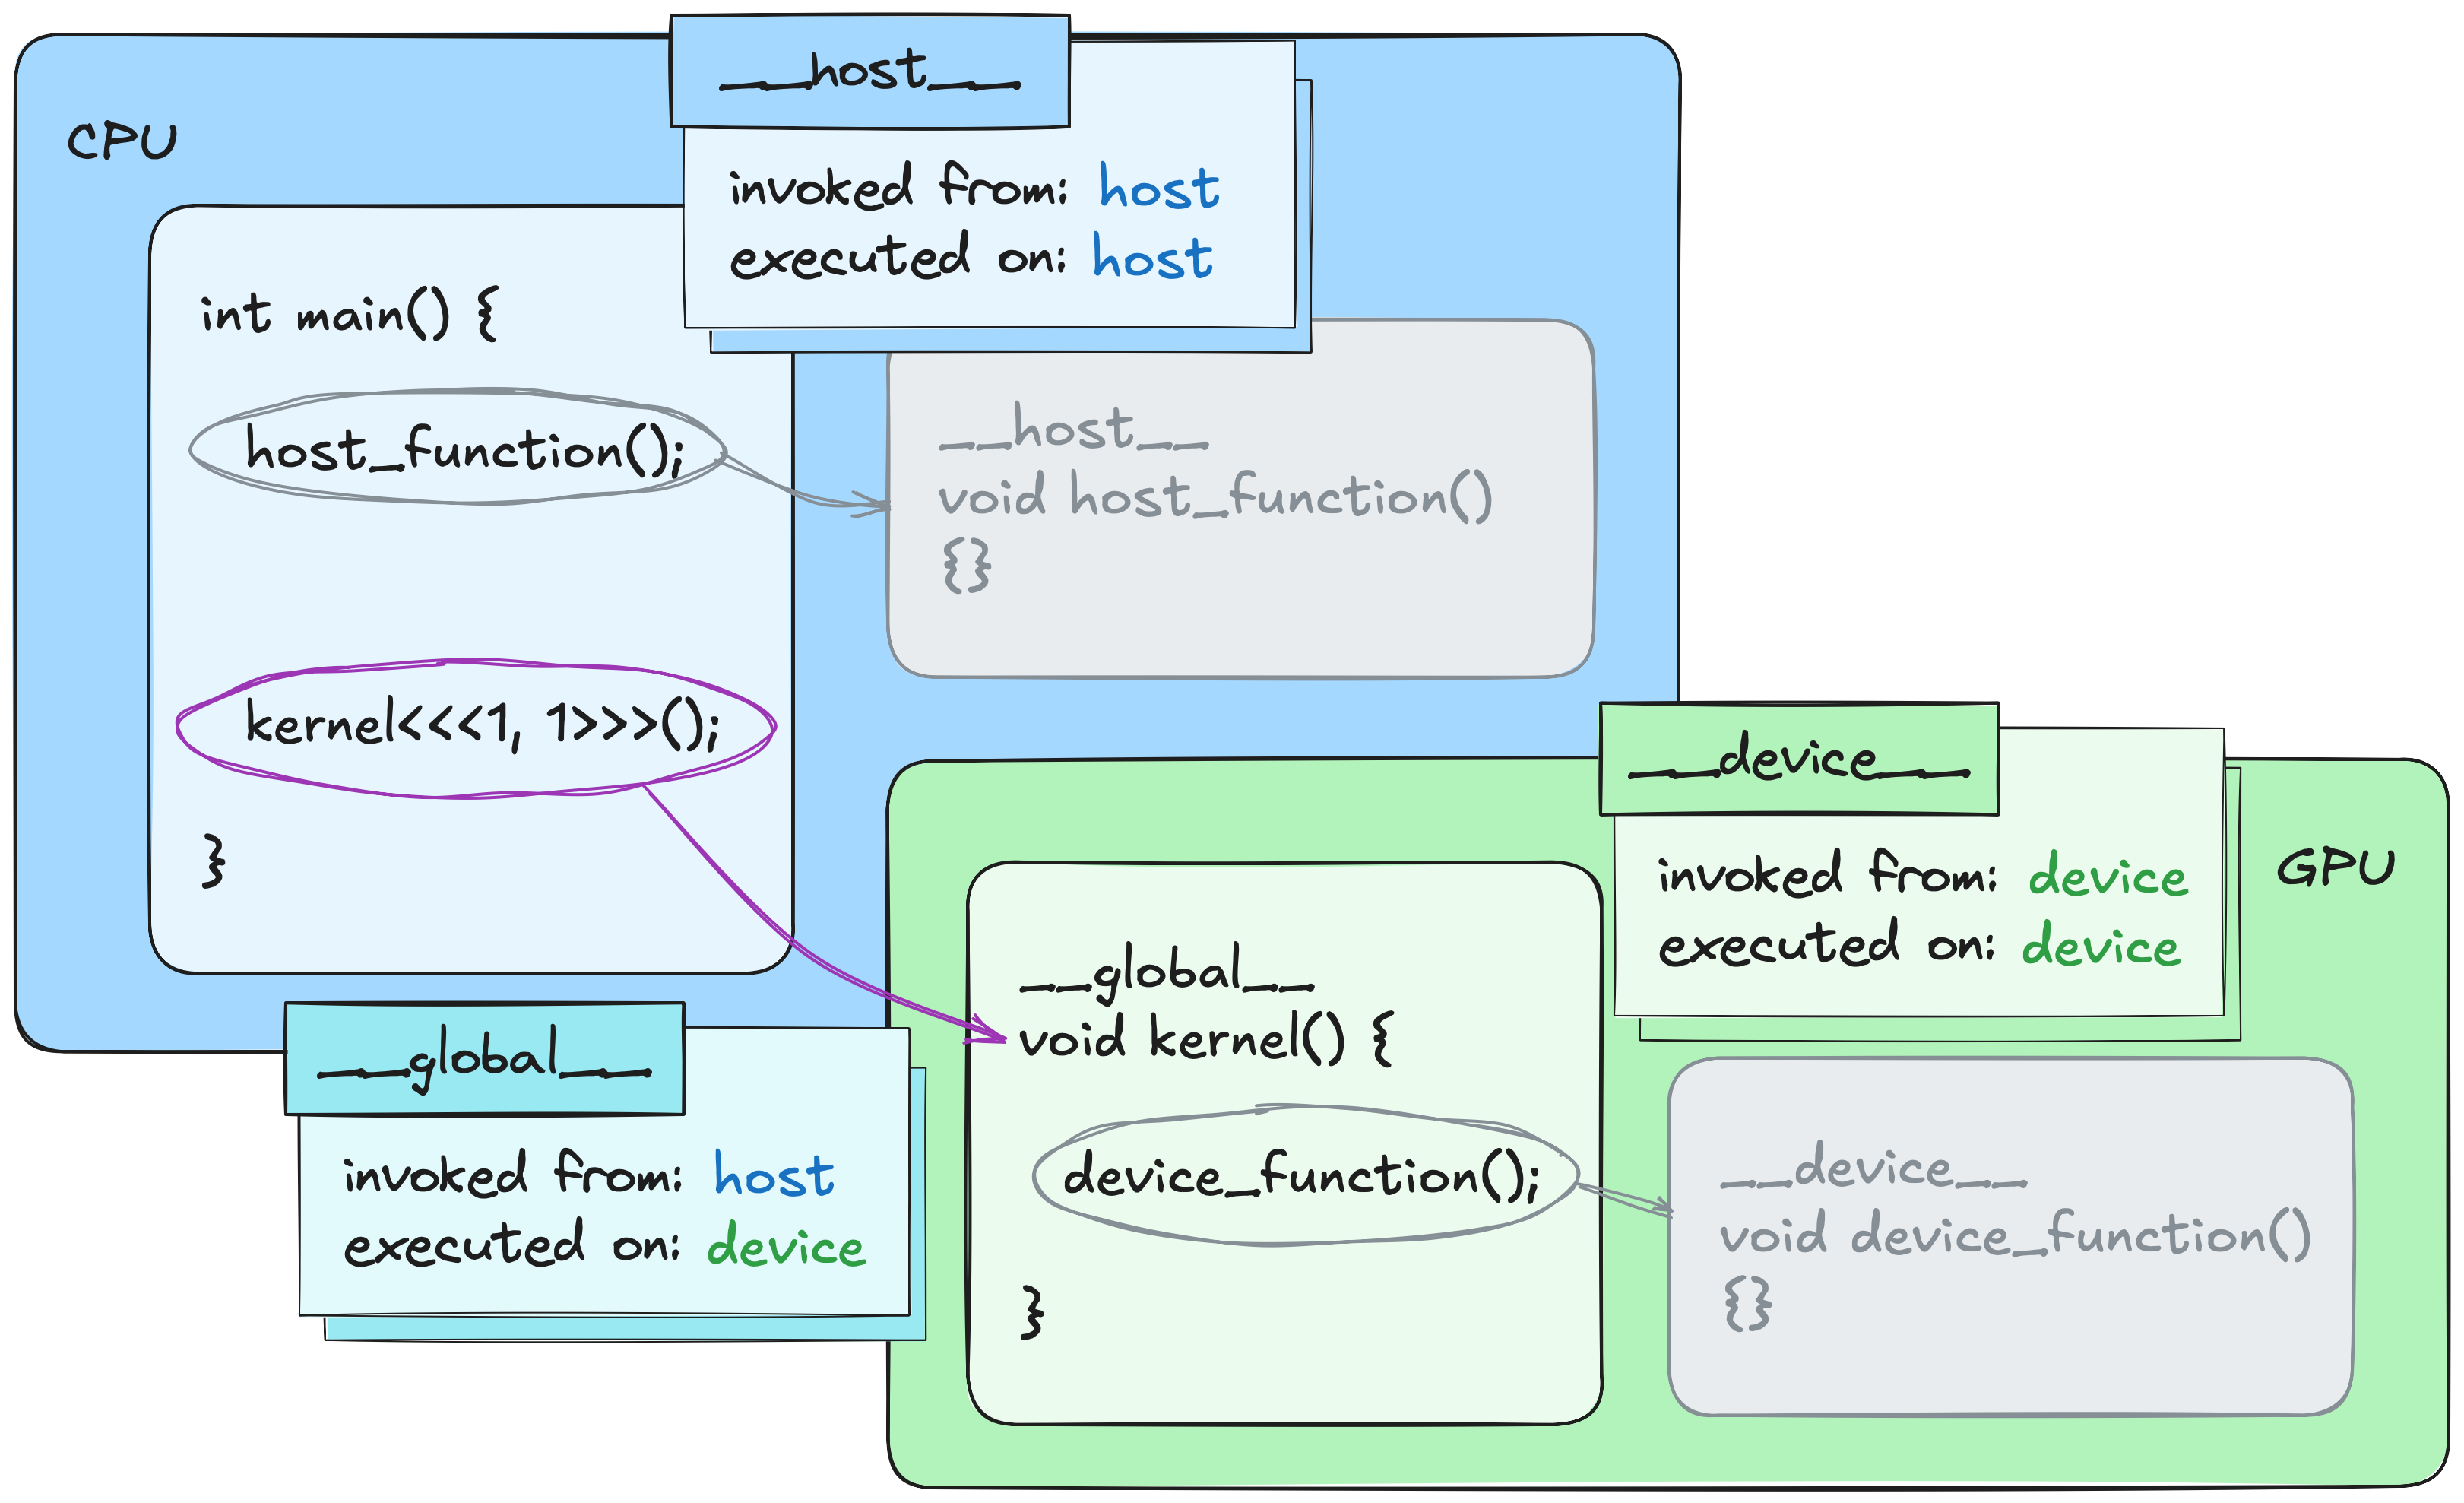 CPU
__host__
invoked from: host
executed on: host
int main() {
host_function();
kernel<<<1, 1>>>();
}
__host__
void host_function()
{}
__global__
invoked from: host
executed on: device
GPU
__device__
invoked from: device
executed on: device
__global__
void kernel() {
device_function();
}
__device__
void device_function()
{}